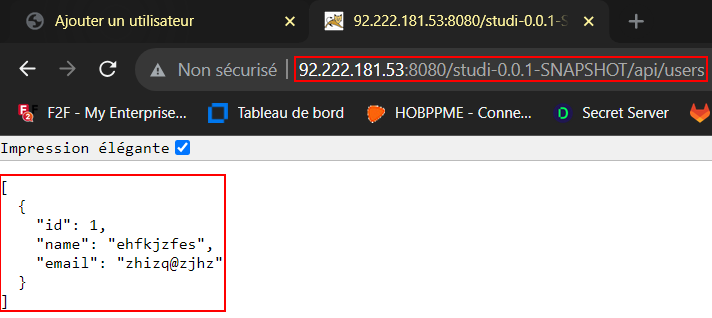 Ajouter un utilisateur
92.222.181.53:8080/studi-0.0.1-S
Non sécurisé
92.222.181.53:8080/studi-0.0.1-SNAPSHOT/api/users
F2F - My Enterprise...
Tableau de bord
HOBPPME - Conne...
Secret Server
Impression élégante
[
{
"id": 1,
"name": "ehfkjzfes",
"email": "zhizq@zjhz"
}
]